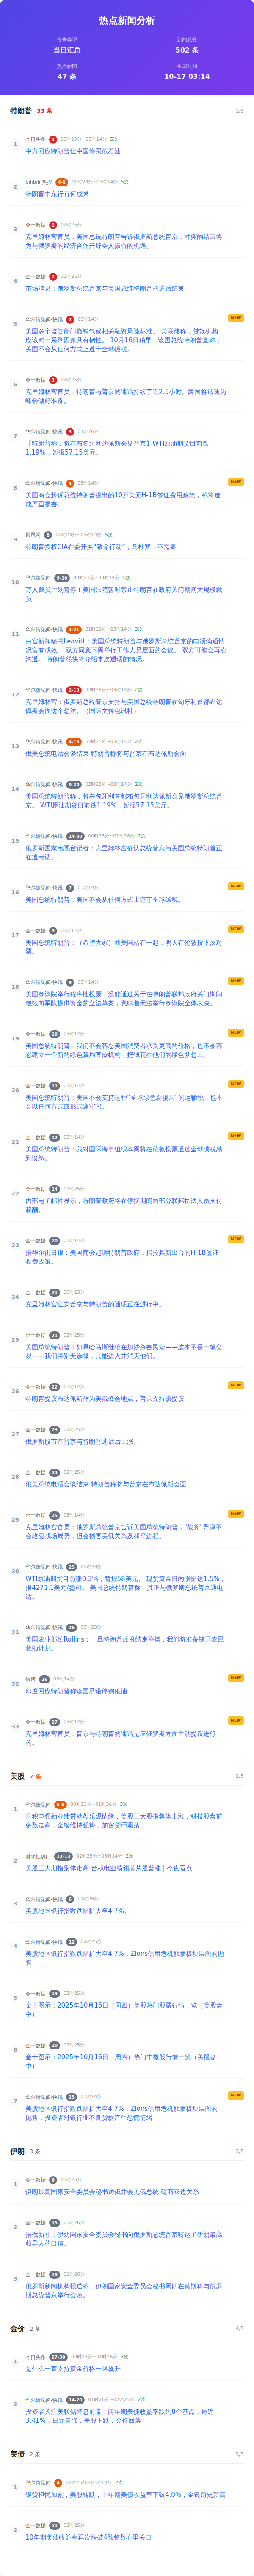 热点新闻分析
报告类型
新闻总数
当日汇总
502 条
热点新闻
生成时间
47 条
10-17 03:14
特朗普 33 条 1/5
1
今日头条 1 00时23分~03时14分 5次
中方回应特朗普让中国停买俄石油
2
bilibili 热搜 4-5 00时23分~03时14分 5次
特朗普中东行有何成果
3
金十数据 1 02时25分
克里姆林宫官员：美国总统特朗普告诉俄罗斯总统普京，冲突的结束将
为与俄罗斯的经济合作开辟令人振奋的机遇。
4
金十数据 2 01时26分
市场消息：俄罗斯总统普京与美国总统特朗普的通话结束。
5
华尔街见闻-快讯 3 03时14分 NEW
美国多个监管部门撤销气候相关融资风险标准。 美联储称，贷款机构
应该对一系列因素具有韧性。 10月16日稍早，该国总统特朗普宣称，
美国不会从任何方式上遵守全球碳税。
6
金十数据 3 02时25分
克里姆林宫官员：特朗普与普京的通话持续了近2.5小时。两国将迅速为
峰会做好准备。
7
华尔街见闻-快讯 3 01时26分
【特朗普称，将在布匈牙利布达佩斯会见普京】WTI原油期货目前跌
1.19%，暂报57.15美元。
8
华尔街见闻-快讯 4 03时14分 NEW
美国商会起诉总统特朗普提出的10万美元H-1B签证费用政策，称将造
成严重损害。
9
凤凰网 6 00时23分~03时14分 5次
特朗普授权CIA在委开展“致命行动”，马杜罗：不需要
10
华尔街见闻 9-10 00时23分~03时14分 5次
万人裁员计划暂停！美国法院暂时禁止特朗普在政府关门期间大规模裁
员
11
华尔街见闻-快讯 4-21 01时26分~03时14分 3次
白宫新闻秘书Leavitt：美国总统特朗普与俄罗斯总统普京的电话沟通情
况富有成效。 双方同意下周举行工作人员层面的会议。 双方可能会再次
沟通。 特朗普很快将介绍本次通话的情况。
12
华尔街见闻-快讯 2-13 02时25分~03时14分 2次
克里姆林宫：俄罗斯总统普京支持与美国总统特朗普在匈牙利首都布达
佩斯会面这个想法。（国际文传电讯社）
13
华尔街见闻-快讯 4-15 02时25分~03时14分 2次
俄美总统电话会谈结束 特朗普称将与普京在布达佩斯会面
14
华尔街见闻-快讯 9-20 02时25分~03时14分 2次
美国总统特朗普称，将在匈牙利首都布匈牙利布达佩斯会见俄罗斯总统普
京。 WTI原油期货目前跌1.19%，暂报57.15美元。
15
华尔街见闻-快讯 14-30 00时23分~01时26分 2次
俄罗斯国家电视台记者：克里姆林宫确认总统普京与美国总统特朗普正
在通电话。
16
华尔街见闻-快讯 7 03时14分 NEW
美国总统特朗普：美国不会从任何方式上遵守全球碳税。
17
金十数据 9 03时14分 NEW
美国总统特朗普：（希望大家）和美国站在一起，明天在伦敦投下反对
票。
18
华尔街见闻-快讯 9 03时14分 NEW
美国参议院举行程序性投票，没能通过关于在特朗普联邦政府关门期间
继续向军队提供资金的立法草案，意味着无法举行参议院全体表决。
19
金十数据 10 03时14分 NEW
美国总统特朗普：我们不会容忍美国消费者承受更高的价格，也不会容
忍建立一个新的绿色骗局官僚机构，把钱花在他们的绿色梦想上。
20
金十数据 11 03时14分 NEW
美国总统特朗普：美国不会支持这种“全球绿色新骗局”的运输税，也不
会以任何方式或形式遵守它。
21
金十数据 12 03时14分 NEW
美国总统特朗普：我对国际海事组织本周将在伦敦投票通过全球碳税感
到愤怒。
22
金十数据 14 02时25分
内部电子邮件显示，特朗普政府将在停摆期间向部分联邦执法人员支付
薪酬。
23
金十数据 20 03时14分 NEW
据华尔街日报：美国商会起诉特朗普政府，指控其新出台的H-1B签证
收费政策。
24
金十数据 21 00时23分
克里姆林宫证实普京与特朗普的通话正在进行中。
25
金十数据 21 02时25分
美国总统特朗普：如果哈马斯继续在加沙杀害民众——这本不是一笔交
易——我们将别无选择，只能进入并消灭他们。
26
金十数据 22 03时14分 NEW
特朗普提议布达佩斯作为美俄峰会地点，普京支持该提议
27
金十数据 23 02时25分
俄罗斯股市在普京与特朗普通话后上涨。
28
金十数据 24 02时25分
俄美总统电话会谈结束 特朗普称将与普京在布达佩斯会面
29
金十数据 25 03时14分 NEW
克里姆林宫官员：俄罗斯总统普京告诉美国总统特朗普，“战斧”导弹不
会改变战场局势，但会损害美俄关系及和平进程。
30
华尔街见闻-快讯 25 00时23分
WTI原油期货目前涨0.3%，暂报58美元。 现货黄金日内涨幅达1.5%，
报4271.1美元/盎司。 美国总统特朗普称，其正与俄罗斯总统普京通电
话。
31
华尔街见闻-快讯 26 00时23分
美国农业部长Rollins：一旦特朗普政府结束停摆，我们将准备铺开农民
救助计划。
32
微博 26 03时14分 NEW
印度回应特朗普称该国承诺停购俄油
33
金十数据 27 03时14分 NEW
克里姆林宫官员：普京与特朗普的通话是应俄罗斯方面主动提议进行
的。
美股 7 条 2/5
1
华尔街见闻 5-6 00时23分~01时26分 3次
台积电强劲业绩带动AI乐观情绪，美股三大股指集体上涨，科技股盘前
多数走高，金银维持强势，加密货币震荡
2
财联社热门 12-13 02时25分~03时14分 2次
美股三大期指集体走高 台积电业绩领芯片股普涨 | 今夜看点
3
华尔街见闻-快讯 6 01时26分
美股地区银行指数跌幅扩大至4.7%。
4
华尔街见闻-快讯 12 02时25分
美股地区银行指数跌幅扩大至4.7%，Zions信用危机触发板块层面的抛
售
5
金十数据 19 02时25分
金十图示：2025年10月16日（周四）美股热门股票行情一览（美股盘
中）
6
金十数据 20 02时25分
金十图示：2025年10月16日（周四）热门中概股行情一览（美股盘
中）
7
华尔街见闻-快讯 23 03时14分 NEW
美股地区银行指数跌幅扩大至4.7%，Zions信用危机触发板块层面的
抛售，投资者对银行业不良贷款产生恐慌情绪
伊朗 3 条 3/5
1
金十数据 6 01时26分
伊朗最高国家安全委员会秘书访俄并会见俄总统 磋商双边关系
2
金十数据 15 02时26分
据俄新社：伊朗国家安全委员会秘书向俄罗斯总统普京转达了伊朗最高
领导人的口信。
3
金十数据 19 02时26分
俄罗斯新闻机构报道称，伊朗国家安全委员会秘书周四在莫斯科与俄罗
斯总统普京举行会谈。
金价 2 条 4/5
1
今日头条 27-30 00时23分~01时26分 3次
是什么一直支持黄金价格一路飙升
2
华尔街见闻-快讯 14-20 01时26分~02时25分 2次
投资者关注美联储降息前景：两年期美债收益率跌约8个基点，逼近
3.41%，日元走强，美股下跌，金价回落
美债 2 条 5/5
1
华尔街见闻 4 02时25分~03时14分 2次
银贷担忧加剧，美股转跌，十年期美债收益率下破4.0%，金银历史新高
2
金十数据 11 02时25分
10年期美债收益率再次跌破4%整数心里关口